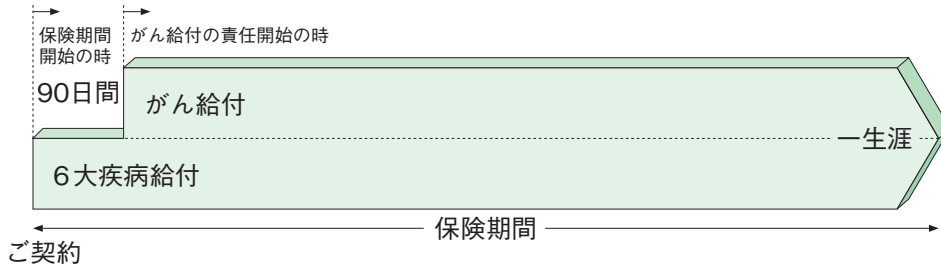 保険期間
開始の時
がん給付の責任開始の時
90日間
がん給付
一生涯
6大疾病給付
保険期間
ご契約